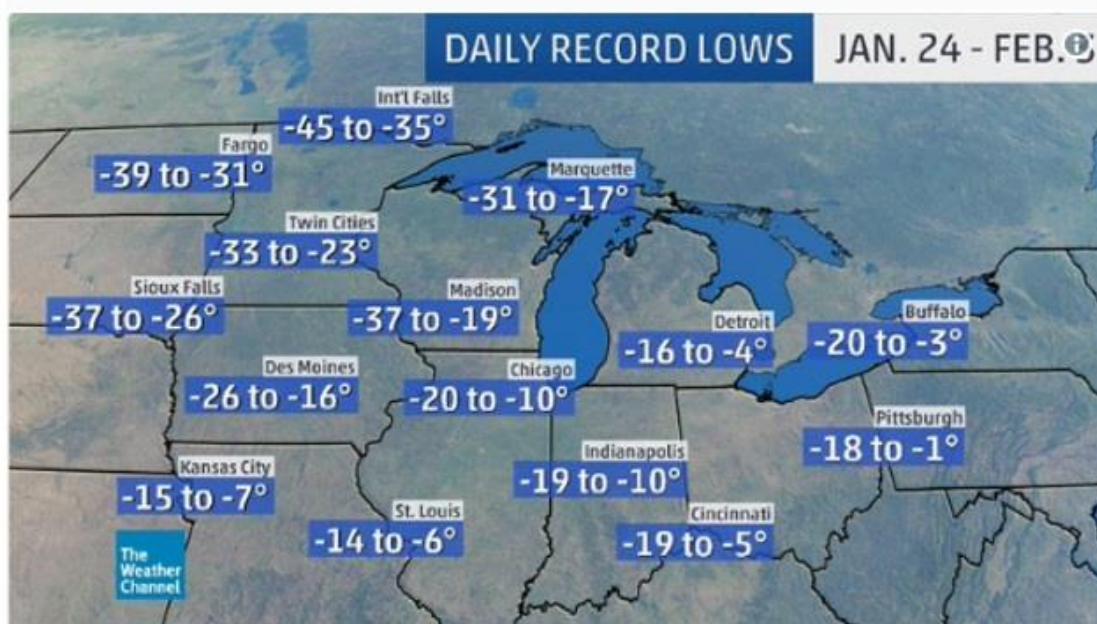 DAILY RECORD LOWS
JAN. 24 - FEB.
Int'l Falls
-45 to -35°
Fargo
-39 to -31°
Marquette
-31 to -17°
Twin Cities
-33 to -23°
Sioux Falls
-37 to -26°
Madison
-37 to -19°
Detroit
-16 to -4°
Buffalo
-20 to -3°
Des Moines
-26 to -16°
Chicago
-20 to -10°
Pittsburgh
-18 to -1°
Kansas City
-15 to -7°
Indianapolis
-19 to -10°
St. Louis
-14 to -6°
Cincinnati
-19 to -5°
The
Weather
Channel